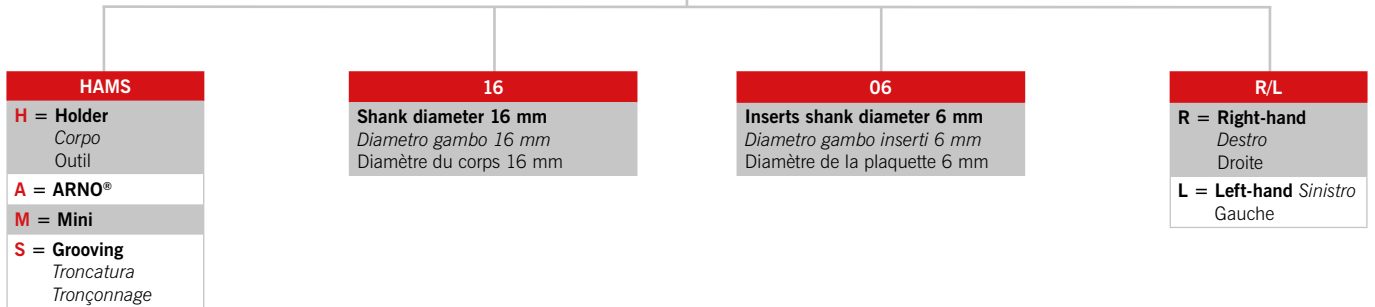 HAMS
H = Holder
Corpo
Outil
A = ARNO®
M = Mini
S = Grooving
Troncatura
Tronçonnage
16
Shank diameter 16 mm
Diametro gambo 16 mm
Diamètre du corps 16 mm
06
Inserts shank diameter 6 mm
Diametro gambo inserti 6 mm
Diamètre de la plaquette 6 mm
R/L
R = Right-hand
Destro
Droite
L = Left-hand Sinistro
Gauche